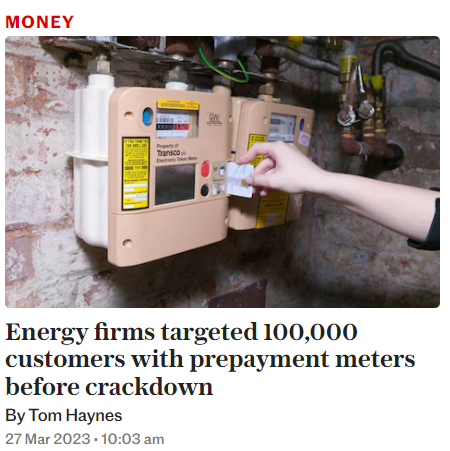 MONEY
Property of
Transco plc
Electronic Token Meter
Energy firms targeted 100,000
customers with prepayment meters
before crackdown
By Tom Haynes
27 Mar 2023 • 10:03 am